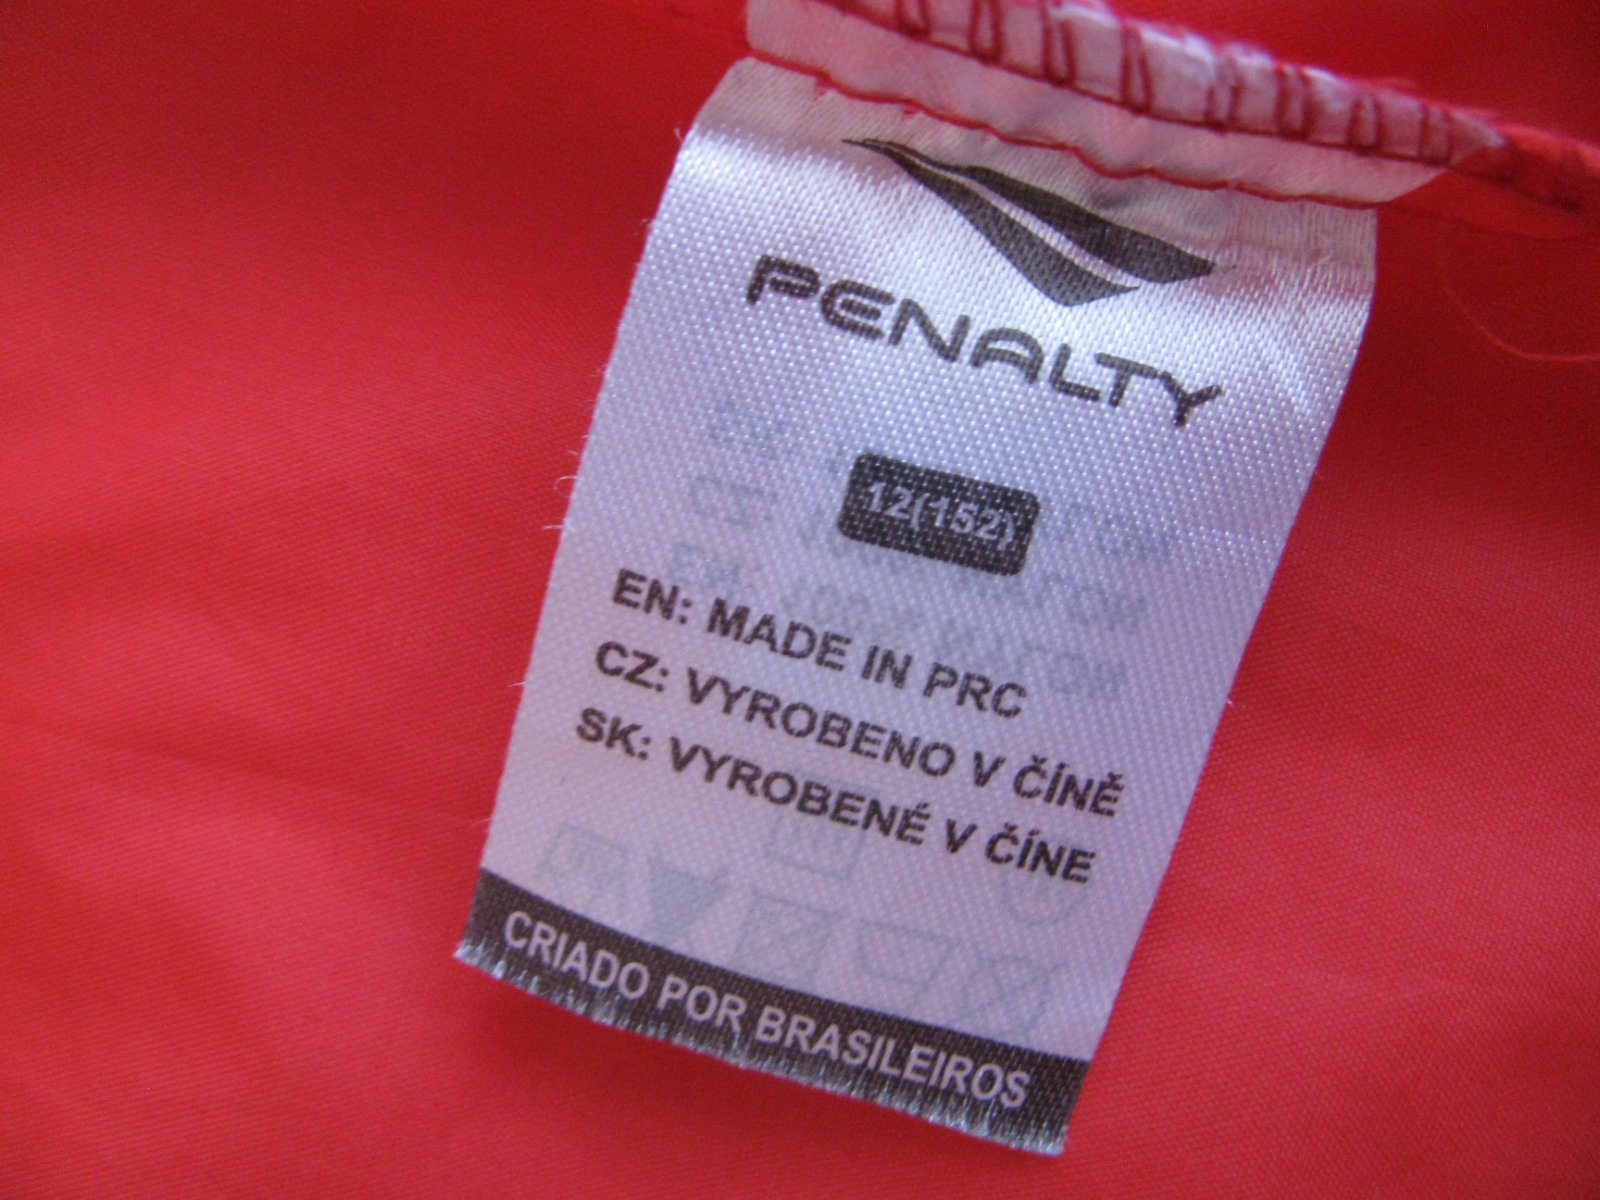 PENALTY
12(152)
EN: MADE IN PRC
CZ: VYROBENO V ČÍNĚ
SK: VYROBENÉ V ČÍNE
CRIADO POR BRASILEIROS